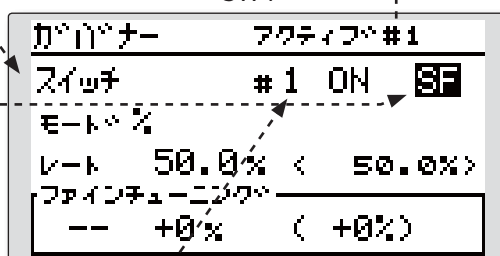 ガバナー アクティブ#1
スイッチ #1 ON SF
モード %
レート 50.0% ( 50.0%)
ファインチューニング
-- +0% ( +0%)